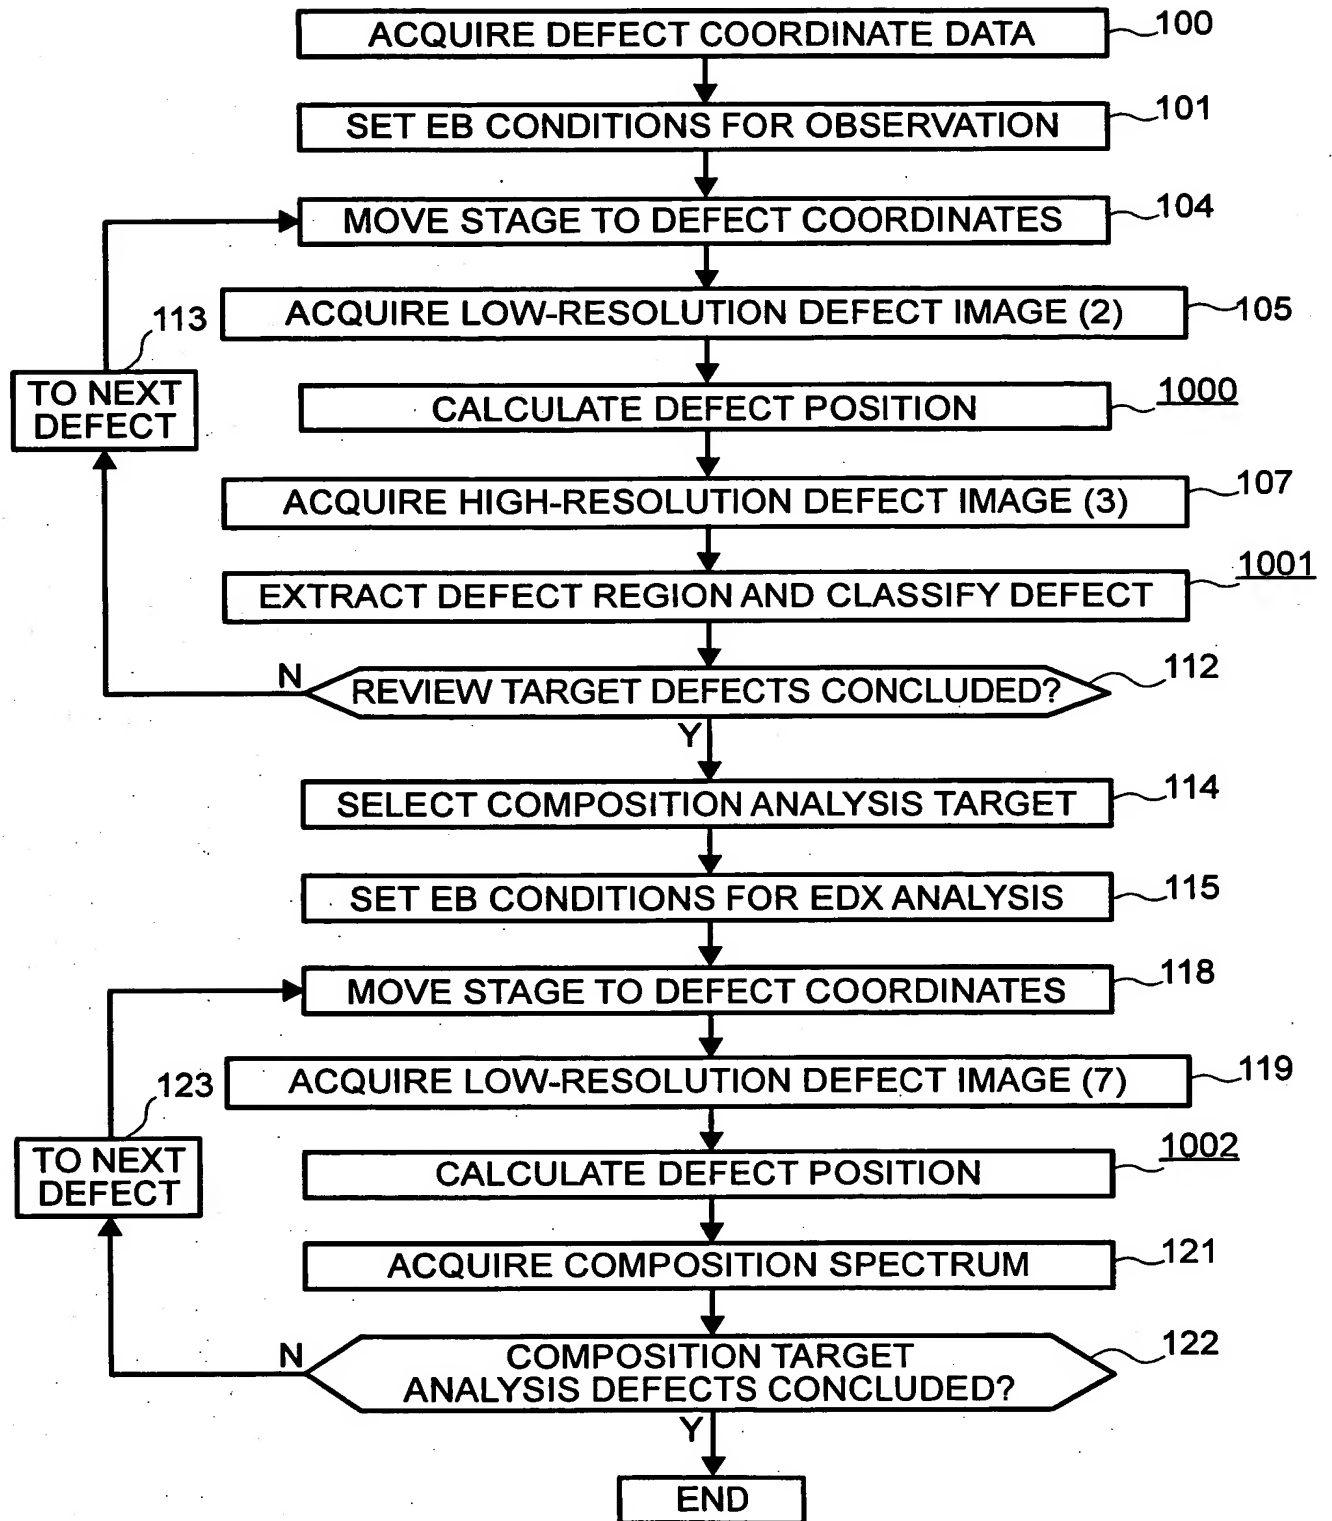 ACQUIRE DEFECT COORDINATE DATA 100
SET EB CONDITIONS FOR OBSERVATION 101
MOVE STAGE TO DEFECT COORDINATES 104
ACQUIRE LOW-RESOLUTION DEFECT IMAGE (2) 105
113
TO NEXT
DEFECT
CALCULATE DEFECT POSITION 1000
ACQUIRE HIGH-RESOLUTION DEFECT IMAGE (3) 107
EXTRACT DEFECT REGION AND CLASSIFY DEFECT 1001
N
REVIEW TARGET DEFECTS CONCLUDED? 112
Y
SELECT COMPOSITION ANALYSIS TARGET 114
SET EB CONDITIONS FOR EDX ANALYSIS 115
MOVE STAGE TO DEFECT COORDINATES 118
ACQUIRE LOW-RESOLUTION DEFECT IMAGE (7) 119
123
TO NEXT
DEFECT
CALCULATE DEFECT POSITION 1002
ACQUIRE COMPOSITION SPECTRUM 121
N
COMPOSITION TARGET
ANALYSIS DEFECTS CONCLUDED? 122
Y
END